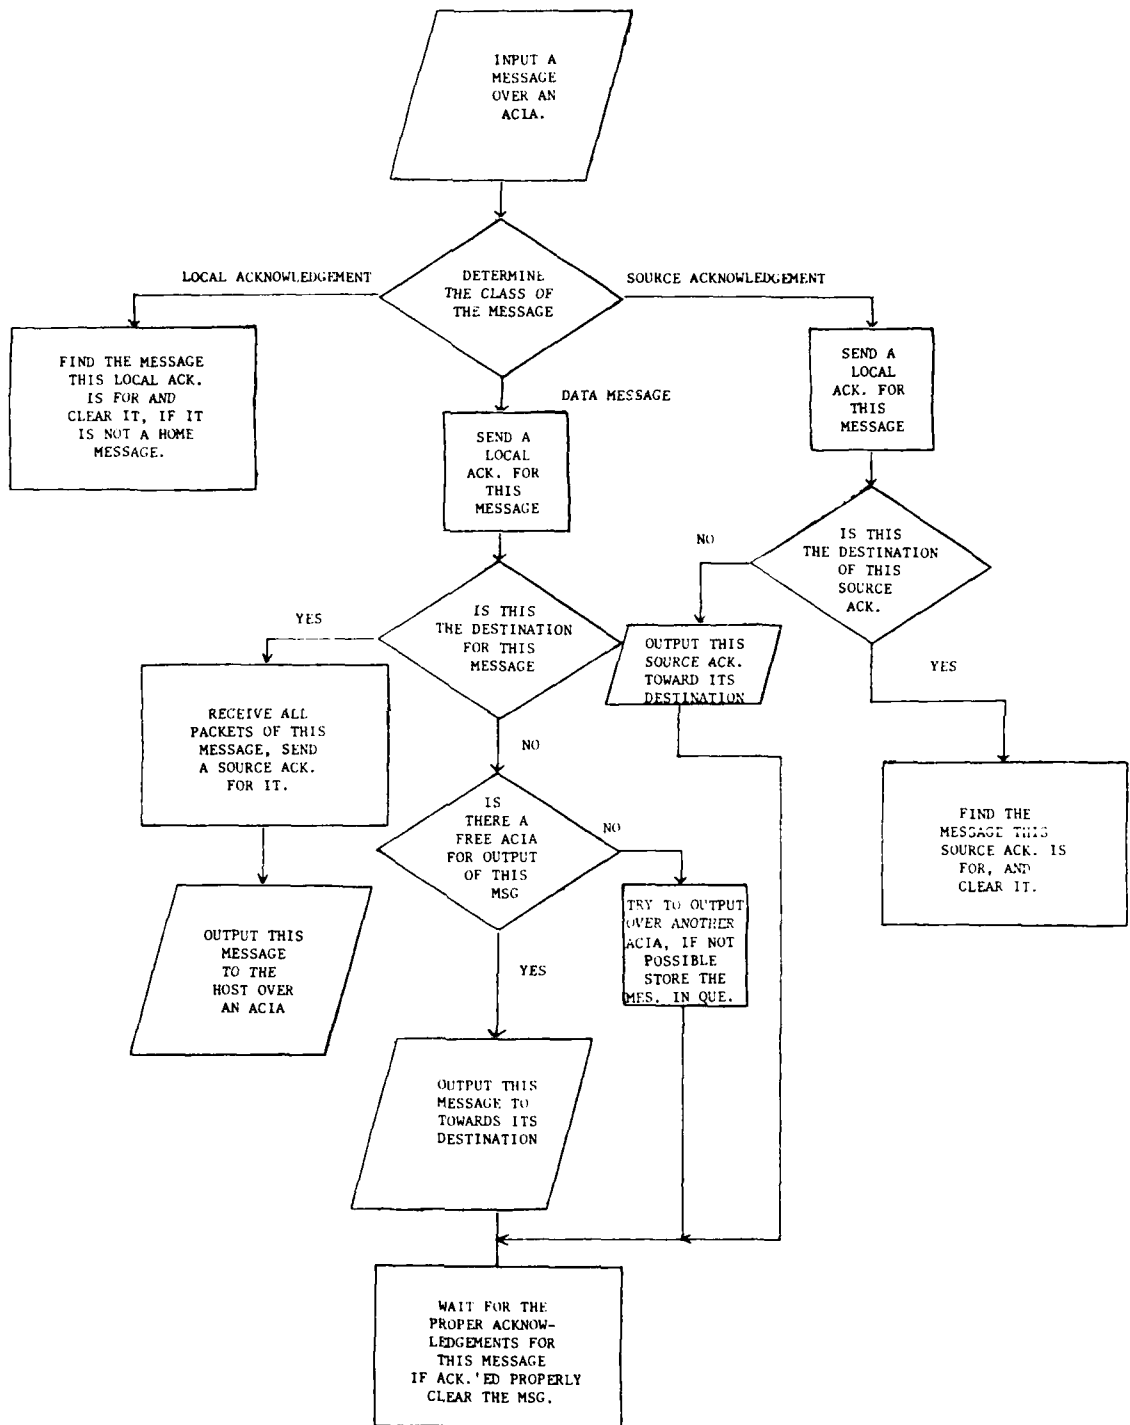 INPUT A
MESSAGE
OVER AN
ACIA.
DETERMINE
THE CLASS OF
THE MESSAGE
LOCAL ACKNOWLEDGEMENT
SOURCE ACKNOWLEDGEMENT
DATA MESSAGE
FIND THE MESSAGE
THIS LOCAL ACK.
IS FOR AND
CLEAR IT, IF IT
IS NOT A HOME
MESSAGE.
SEND A
LOCAL
ACK. FOR
THIS
MESSAGE
SEND A
LOCAL
ACK. FOR
THIS
MESSAGE
IS THIS
THE DESTINATION
OF THIS
SOURCE
ACK.
NO
YES
IS THIS
THE DESTINATION
FOR THIS
MESSAGE
YES
NO
OUTPUT THIS
SOURCE ACK.
TOWARD ITS
DESTINATION
RECEIVE ALL
PACKETS OF THIS
MESSAGE, SEND
A SOURCE ACK.
FOR IT.
IS
THERE A
FREE ACIA
FOR OUTPUT
OF THIS
MSG
NO
YES
FIND THE
MESSAGE THIS
SOURCE ACK. IS
FOR, AND
CLEAR IT.
OUTPUT THIS
MESSAGE
TO THE
HOST OVER
AN ACIA
TRY TO OUTPUT
OVER ANOTHER
ACIA, IF NOT
POSSIBLE
STORE THE
MES. IN QUE.
OUTPUT THIS
MESSAGE TO
TOWARDS ITS
DESTINATION
WAIT FOR THE
PROPER ACKNOW-
LEDGEMENTS FOR
THIS MESSAGE
IF ACK.'ED PROPERLY
CLEAR THE MSG.